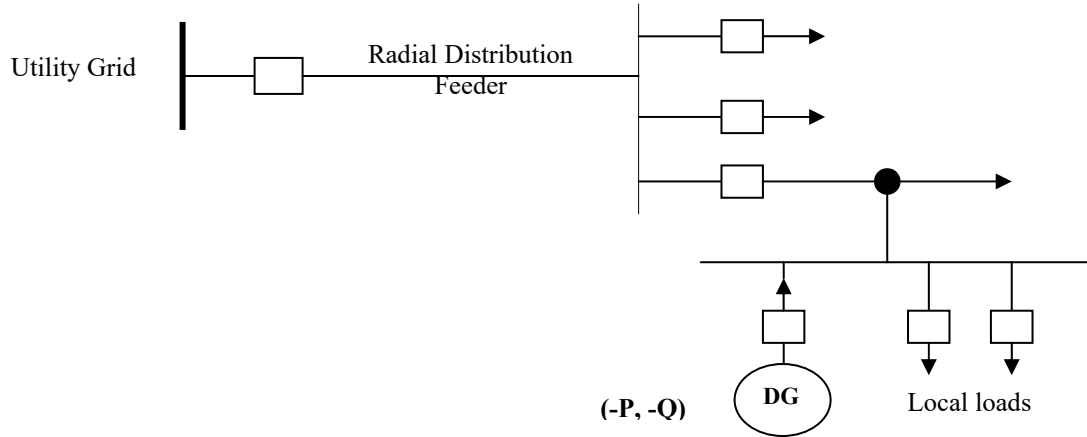 Utility Grid
Radial Distribution
Feeder
DG
(-P, -Q)
Local loads